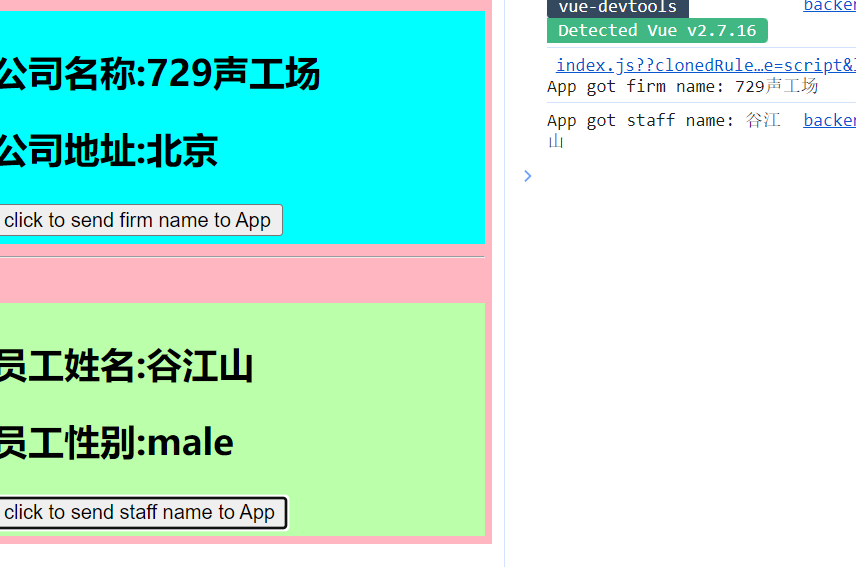 公司名称:729声工场
公司地址:北京
click to send firm name to App
员工姓名:谷江山
员工性别:male
click to send staff name to App
vue-devtools
Detected Vue v2.7.16
index.js??clonedRule…e=script&
App got firm name: 729声工场
App got staff name: 谷江
山